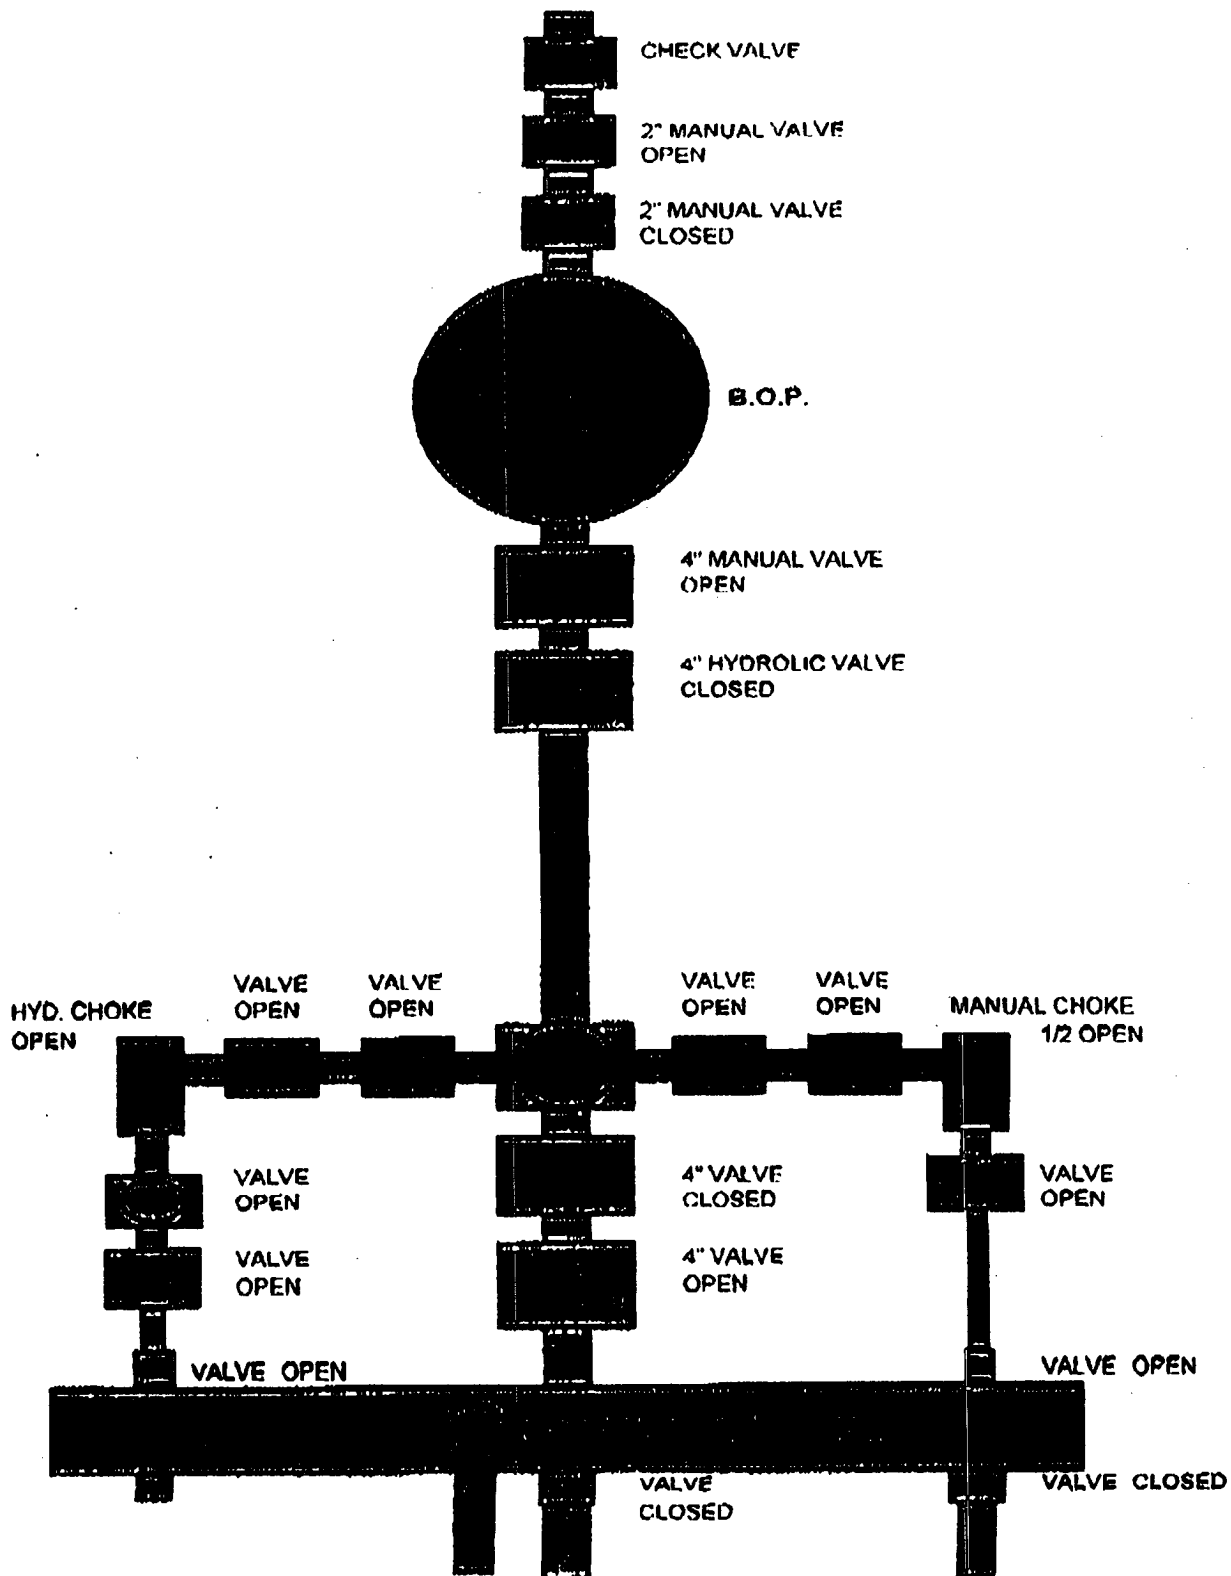 CHECK VALVE
2" MANUAL VALVE
OPEN
2" MANUAL VALVE
CLOSED
B.O.P.
4" MANUAL VALVE
OPEN
4" HYDROLIC VALVE
CLOSED
HYD. CHOKE
OPEN
VALVE
OPEN
VALVE
OPEN
VALVE
OPEN
VALVE
OPEN
MANUAL CHOKE
1/2 OPEN
VALVE
OPEN
4" VALVE
CLOSED
VALVE
OPEN
VALVE
OPEN
4" VALVE
OPEN
VALVE OPEN
VALVE OPEN
VALVE
CLOSED
VALVE CLOSED